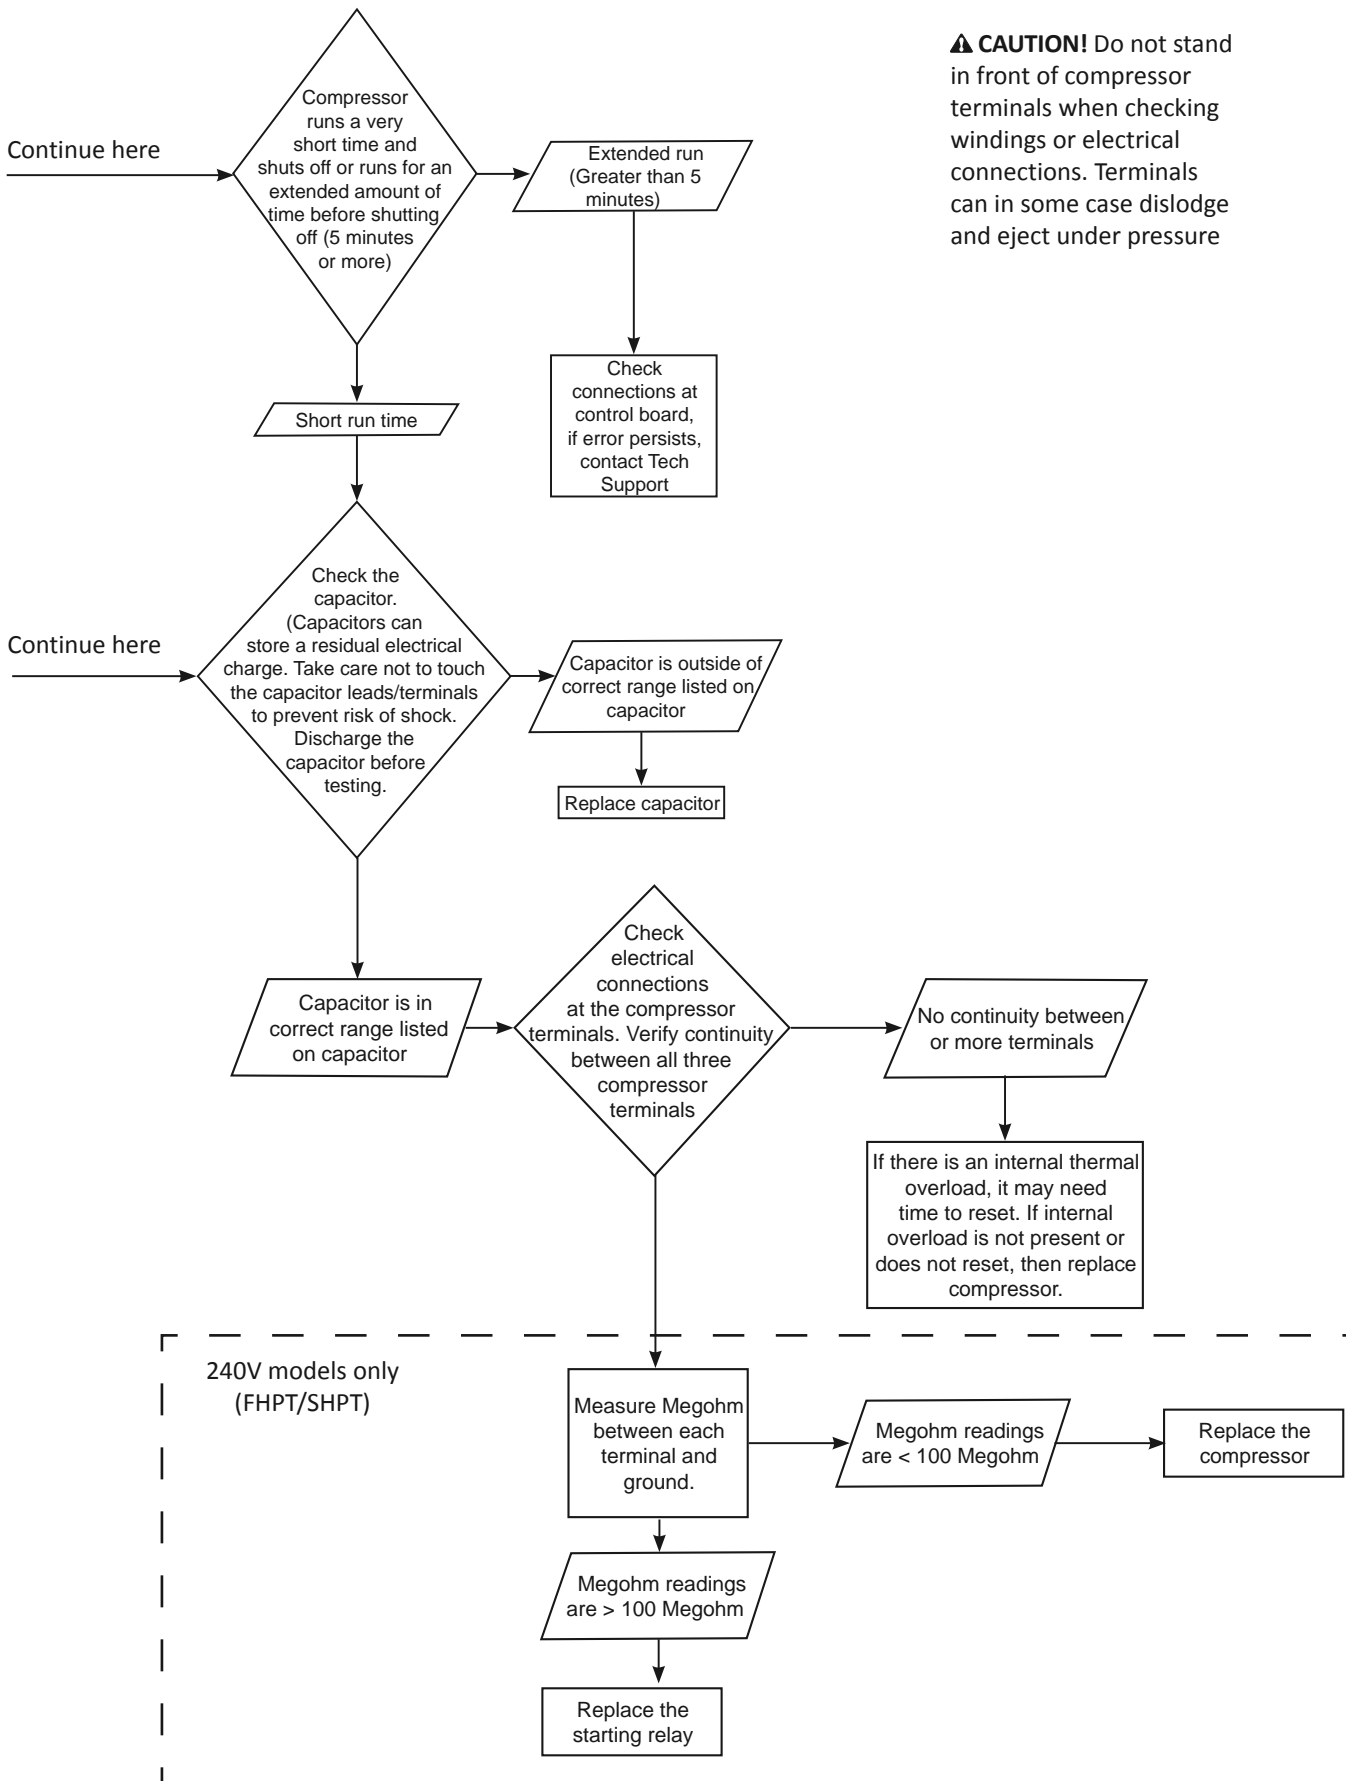 ⚠ CAUTION! Do not stand
in front of compressor
terminals when checking
windings or electrical
connections. Terminals
can in some case dislodge
and eject under pressure
Continue here
Compressor
runs a very
short time and
shuts off or runs for an
extended amount of
time before shutting
off (5 minutes
or more)
Extended run
(Greater than 5
minutes)
Check
connections at
control board,
if error persists,
contact Tech
Support
Short run time
Continue here
Check the
capacitor.
(Capacitors can
store a residual electrical
charge. Take care not to touch
the capacitor leads/terminals
to prevent risk of shock.
Discharge the
capacitor before
testing.
Capacitor is outside of
correct range listed on
capacitor
Replace capacitor
Capacitor is in
correct range listed
on capacitor
Check
electrical
connections
at the compressor
terminals. Verify continuity
between all three
compressor
terminals
No continuity between
or more terminals
If there is an internal thermal
overload, it may need
time to reset. If internal
overload is not present or
does not reset, then replace
compressor.
240V models only
(FHPT/SHPT)
Measure Megohm
between each
terminal and
ground.
Megohm readings
are < 100 Megohm
Replace the
compressor
Megohm readings
are > 100 Megohm
Replace the
starting relay